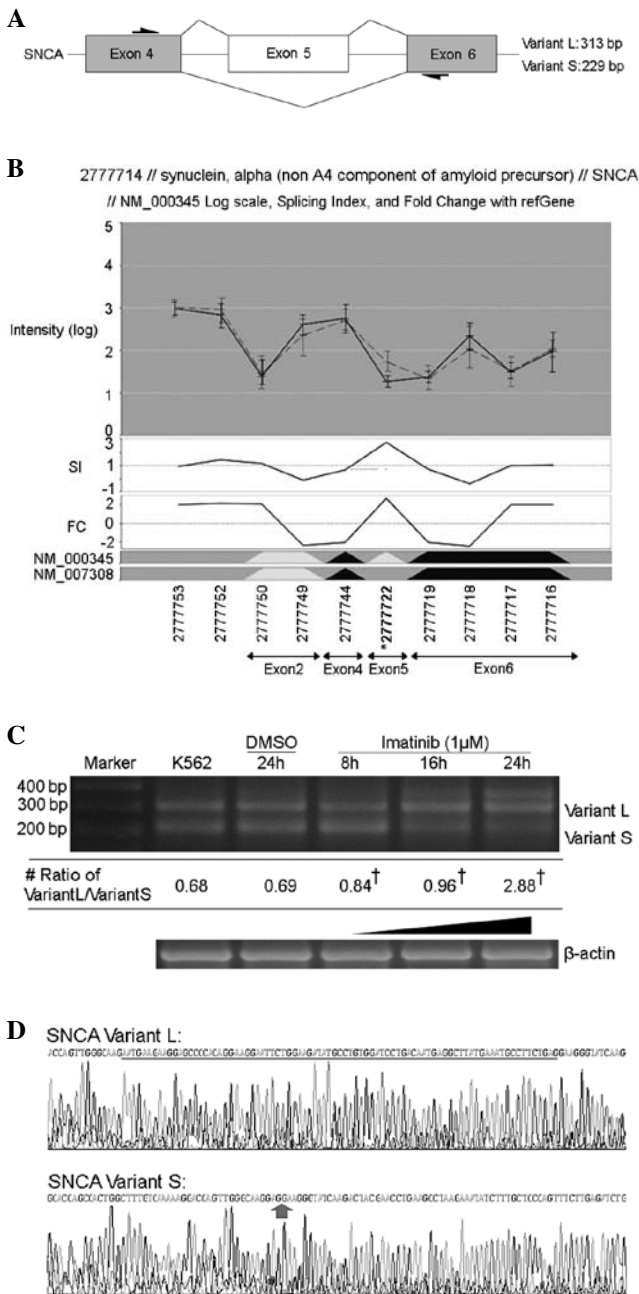 A
SNCA
Exon 4
Exon 5
Exon 6
Variant L:313 bp
Variant S:229 bp
B
2777714 // synuclein, alpha (non A4 component of amyloid precursor) // SNCA
// NM_000345 Log scale, Splicing Index, and Fold Change with refGene
5
4
3
2
1
0
Intensity (log)
3
1
-1
SI
2
0
-2
FC
NM_000345
NM_007308
2777753
2777752
2777750
2777749
2777744
*2777722
2777719
2777718
2777717
2777716
Exon2
Exon4
Exon5
Exon6
C
DMSO
Imatinib (1μM)
Marker
K562
24h
8h
16h
24h
400 bp
300 bp
200 bp
Variant L
Variant S
# Ratio of
VariantL/VariantS
0.68
0.69
0.84†
0.96†
2.88†
β-actin
D
SNCA Variant L:
SNCA Variant S: